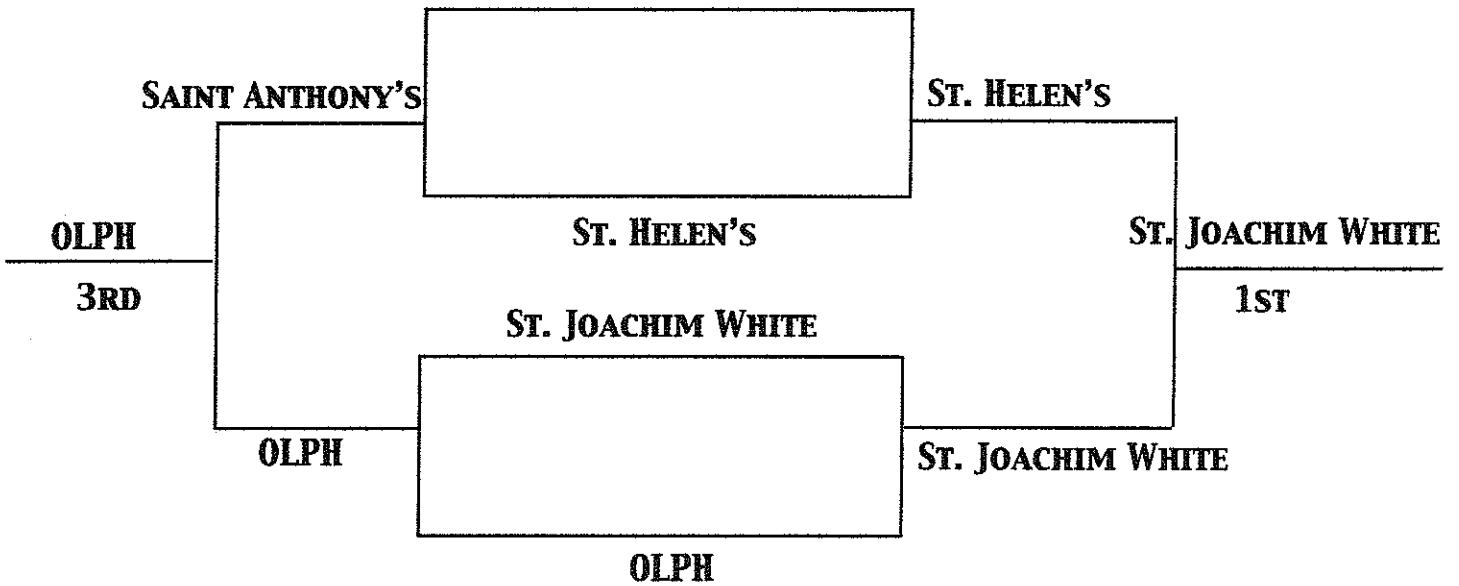 SAINT ANTHONY'S
ST. HELEN'S
ST. HELEN'S
OLPH
ST. JOACHIM WHITE
3RD
1ST
ST. JOACHIM WHITE
OLPH
ST. JOACHIM WHITE
OLPH